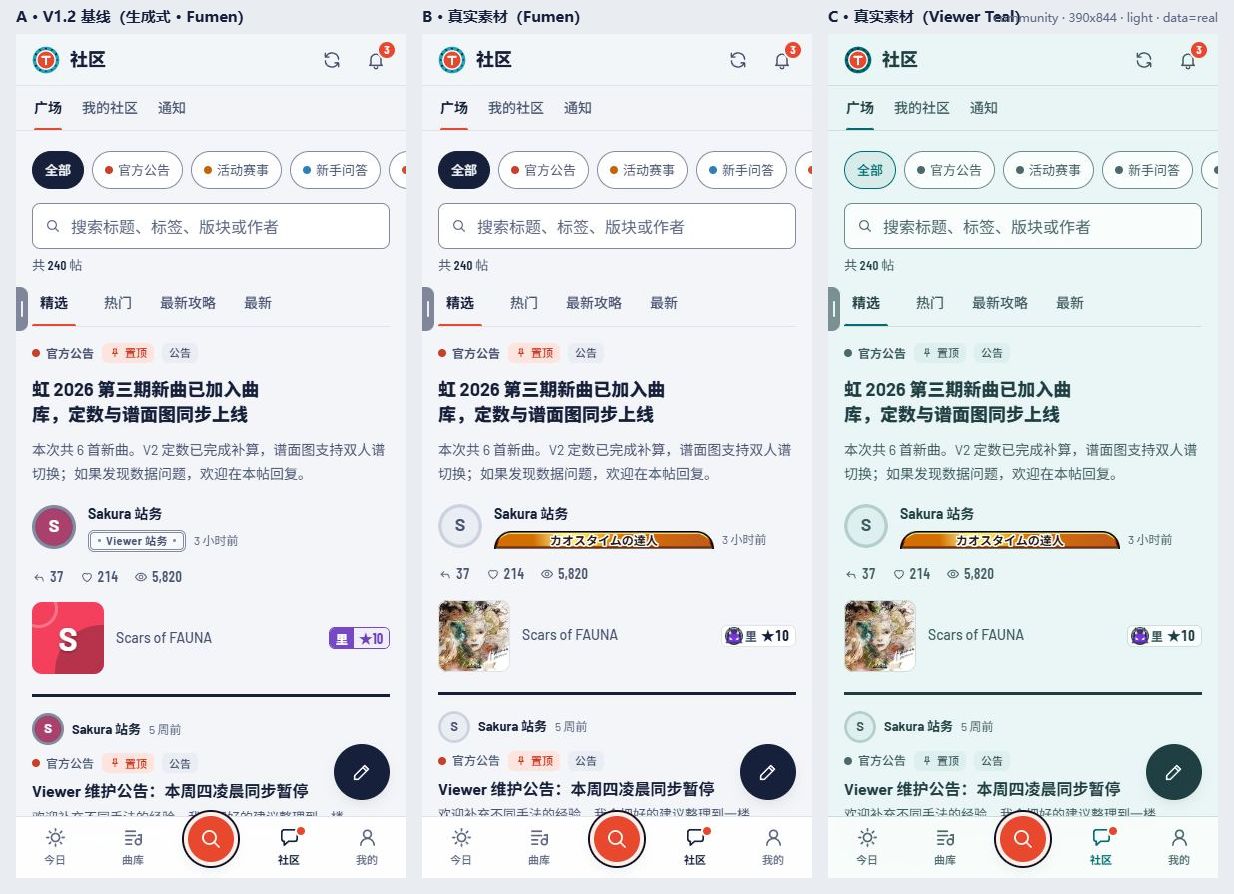 A • V1.2 基线（生成式 • Fumen）
T 社区
3
广场 我的社区 通知
全部 官方公告 活动赛事 新手问答
搜索标题、标签、版块或作者
共 240 帖
精选 热门 最新攻略 最新
官方公告 置顶 公告
虹 2026 第三期新曲已加入曲
库，定数与谱面图同步上线
本次共 6 首新曲。V2 定数已完成补算，谱面图支持双人谱
切换；如果发现数据问题，欢迎在本帖回复。
S Sakura 站务
• Viewer 站务 • 3 小时前
37 214 5,820
S Scars of FAUNA 里 ★10
S Sakura 站务 5 周前
官方公告 置顶 公告
Viewer 维护公告：本周四凌晨同步暂停
今日 曲库 社区 我的
B • 真实素材（Fumen）
T 社区
3
广场 我的社区 通知
全部 官方公告 活动赛事 新手问答
搜索标题、标签、版块或作者
共 240 帖
精选 热门 最新攻略 最新
官方公告 置顶 公告
虹 2026 第三期新曲已加入曲
库，定数与谱面图同步上线
本次共 6 首新曲。V2 定数已完成补算，谱面图支持双人谱
切换；如果发现数据问题，欢迎在本帖回复。
S Sakura 站务
カオスタイムの達人 3 小时前
37 214 5,820
Scars of FAUNA 里 ★10
S Sakura 站务 5 周前
官方公告 置顶 公告
Viewer 维护公告：本周四凌晨同步暂停
今日 曲库 社区 我的
C • 真实素材（Viewer Teal）
community · 390x844 · light · data=real
T 社区
3
广场 我的社区 通知
全部 官方公告 活动赛事 新手问答
搜索标题、标签、版块或作者
共 240 帖
精选 热门 最新攻略 最新
官方公告 置顶 公告
虹 2026 第三期新曲已加入曲
库，定数与谱面图同步上线
本次共 6 首新曲。V2 定数已完成补算，谱面图支持双人谱
切换；如果发现数据问题，欢迎在本帖回复。
S Sakura 站务
カオスタイムの達人 3 小时前
37 214 5,820
Scars of FAUNA 里 ★10
S Sakura 站务 5 周前
官方公告 置顶 公告
Viewer 维护公告：本周四凌晨同步暂停
今日 曲库 社区 我的